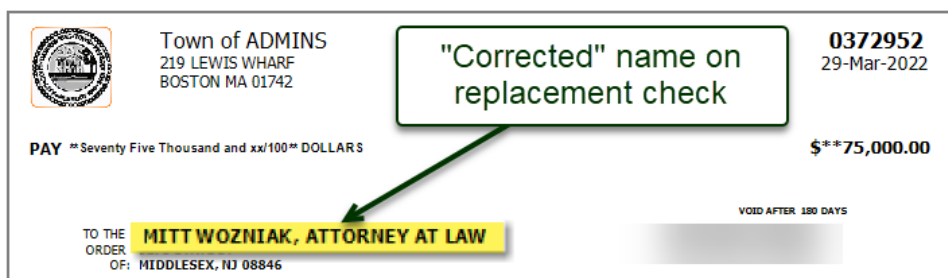 Town of ADMINS
219 LEWIS WHARF
BOSTON MA 01742
"Corrected" name on
replacement check
0372952
29-Mar-2022
PAY **Seventy Five Thousand and xx/100** DOLLARS
$**75,000.00
VOID AFTER 180 DAYS
TO THE
ORDER
OF:
MITT WOZNIAK, ATTORNEY AT LAW
MIDDLESEX, NJ 08846